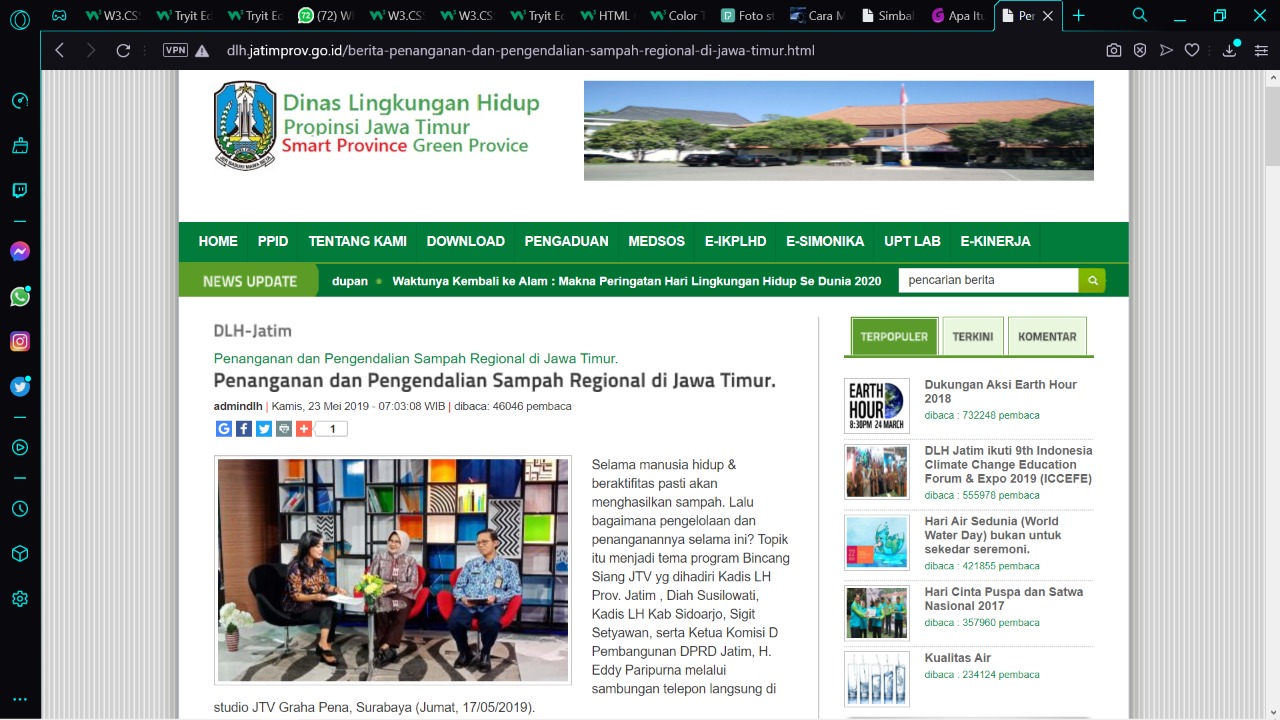 W3.CSS
Tryit Ed
Tryit Ed
(72) W
W3.CSS
W3.CSS
Tryit Ed
HTML
Color T
Foto st
Cara M
Simbal
Apa Itu
Per
VPN
dlh.jatimprov.go.id/berita-penanganan-dan-pengendalian-sampah-regional-di-jawa-timur.html
Dinas Lingkungan Hidup
Propinsi Jawa Timur
Smart Province Green Provice
HOME PPID TENTANG KAMI DOWNLOAD PENGADUAN MEDSOS E-IKPLHD E-SIMONIKA UPT LAB E-KINERJA
NEWS UPDATE
dupan
Waktunya Kembali ke Alam : Makna Peringatan Hari Lingkungan Hidup Se Dunia 2020
pencarian berita
DLH-Jatim
Penanganan dan Pengendalian Sampah Regional di Jawa Timur.
Penanganan dan Pengendalian Sampah Regional di Jawa Timur.
admindlh | Kamis, 23 Mei 2019 - 07:03:08 WIB | dibaca: 46046 pembaca
1
Selama manusia hidup &
beraktifitas pasti akan
menghasilkan sampah. Lalu
bagaimana pengelolaan dan
penanganannya selama ini? Topik
itu menjadi tema program Bincang
Siang JTV yg dihadiri Kadis LH
Prov. Jatim , Diah Susilowati,
Kadis LH Kab Sidoarjo, Sigit
Setyawan, serta Ketua Komisi D
Pembangunan DPRD Jatim, H.
Eddy Paripurna melalui
sambungan telepon langsung di
studio JTV Graha Pena, Surabaya (Jumat, 17/05/2019).
TERPOPULER
TERKINI
KOMENTAR
EARTH
HOUR
8:30PM 24 MARCH
Dukungan Aksi Earth Hour
2018
dibaca : 732248 pembaca
DLH Jatim ikuti 9th Indonesia
Climate Change Education
Forum & Expo 2019 (ICCEFE)
dibaca : 555978 pembaca
Hari Air Sedunia (World
Water Day) bukan untuk
sekedar seremoni.
dibaca : 421855 pembaca
Hari Cinta Puspa dan Satwa
Nasional 2017
dibaca : 357960 pembaca
Kualitas Air
dibaca : 234124 pembaca